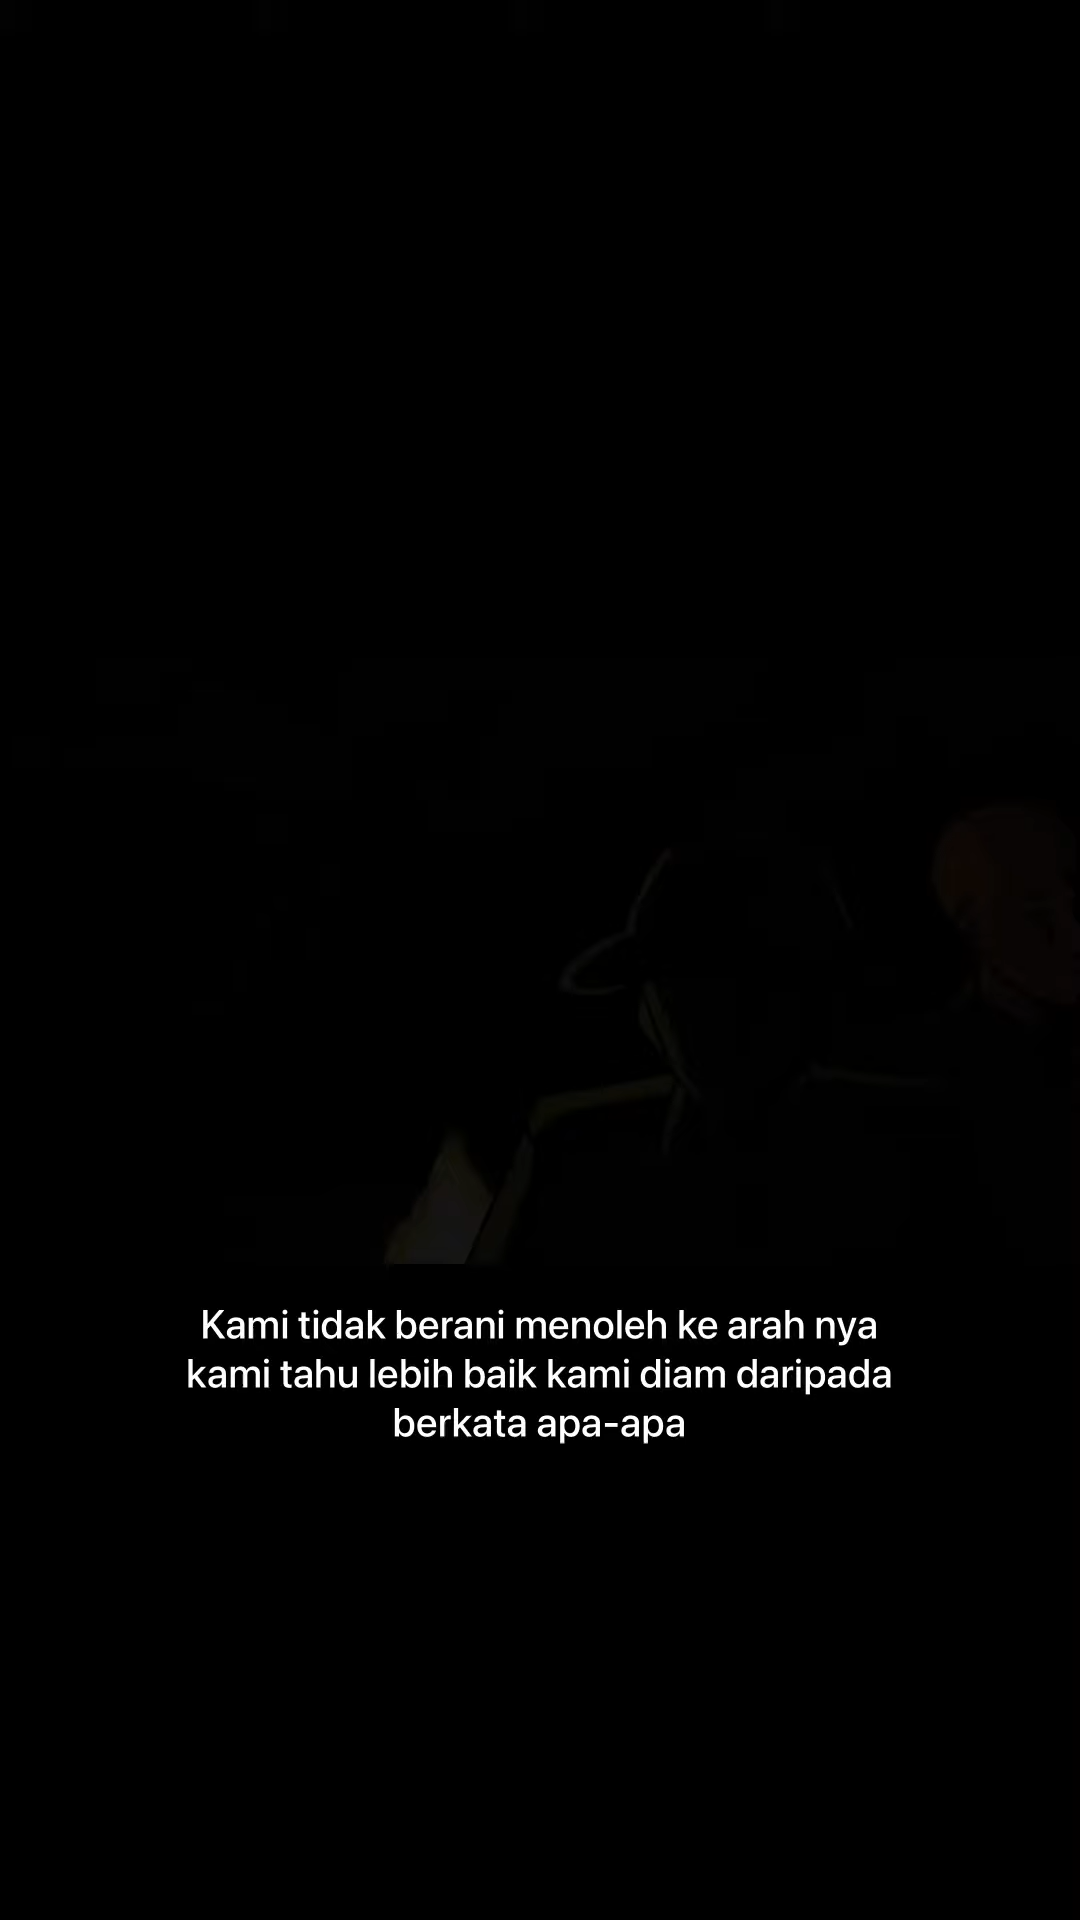 Kami tidak berani menoleh ke arah nya
kami tahu lebih baik kami diam daripada
berkata apa-apa